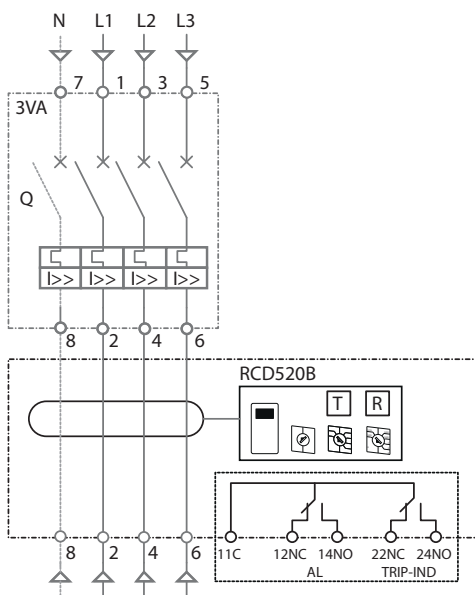 N L1 L2 L3
7 1 3 5
3VA
Q
I>> I>> I>> I>>
8 2 4 6
RCD520B
T R
8 2 4 6 11C 12NC 14NO 22NC 24NO
AL TRIP-IND